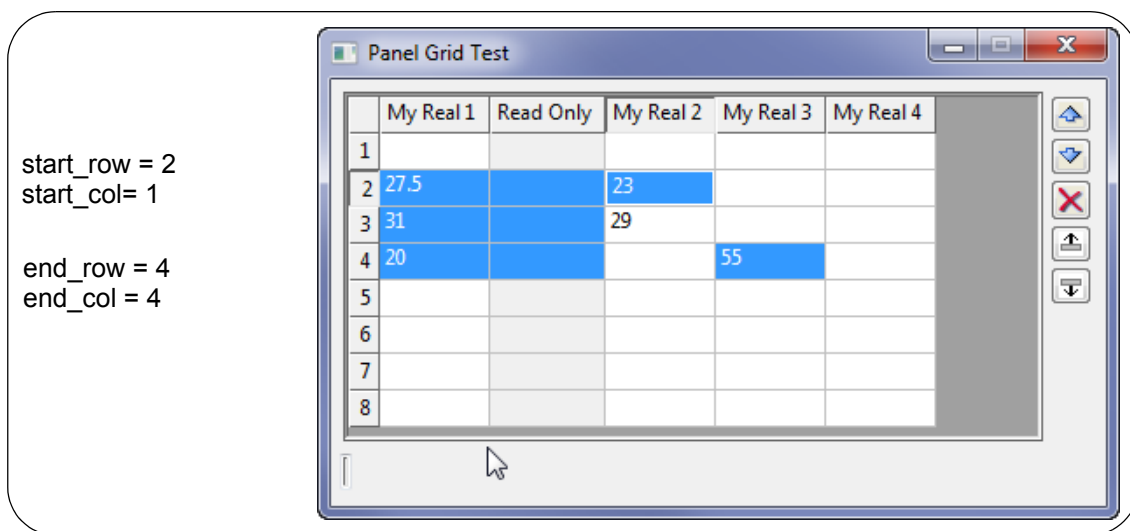 start_row = 2
start_col= 1
end_row = 4
end_col = 4
Panel Grid Test
My Real 1 Read Only My Real 2 My Real 3 My Real 4
1
2 27.5 23
3 31 29
4 20 55
5
6
7
8